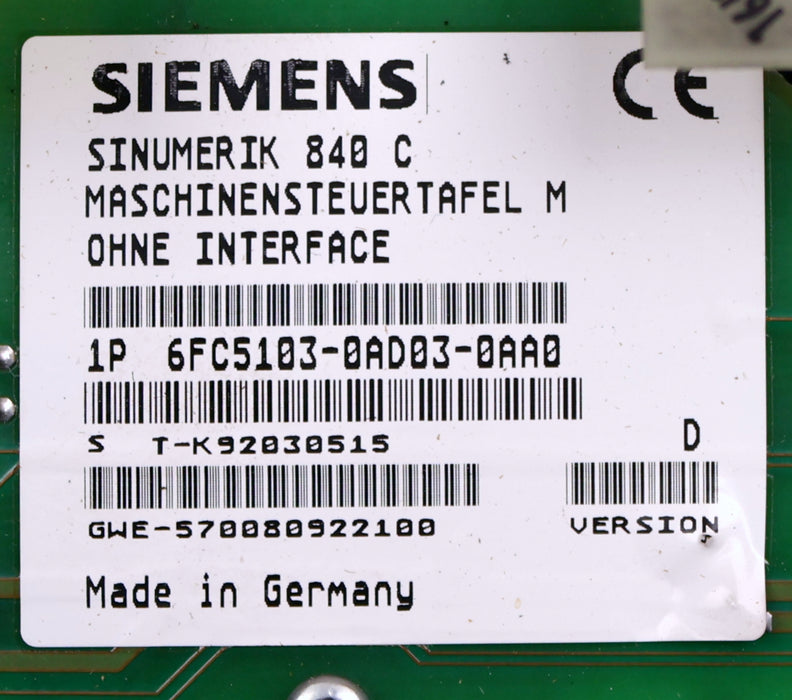 SIEMENS CE
SINUMERIK 840 C
MASCHINENSTEUERTAFEL M
OHNE INTERFACE
1P 6FC5103-0AD03-0AA0
S T-K92030515 D
GWE-570080922100 VERSION
Made in Germany